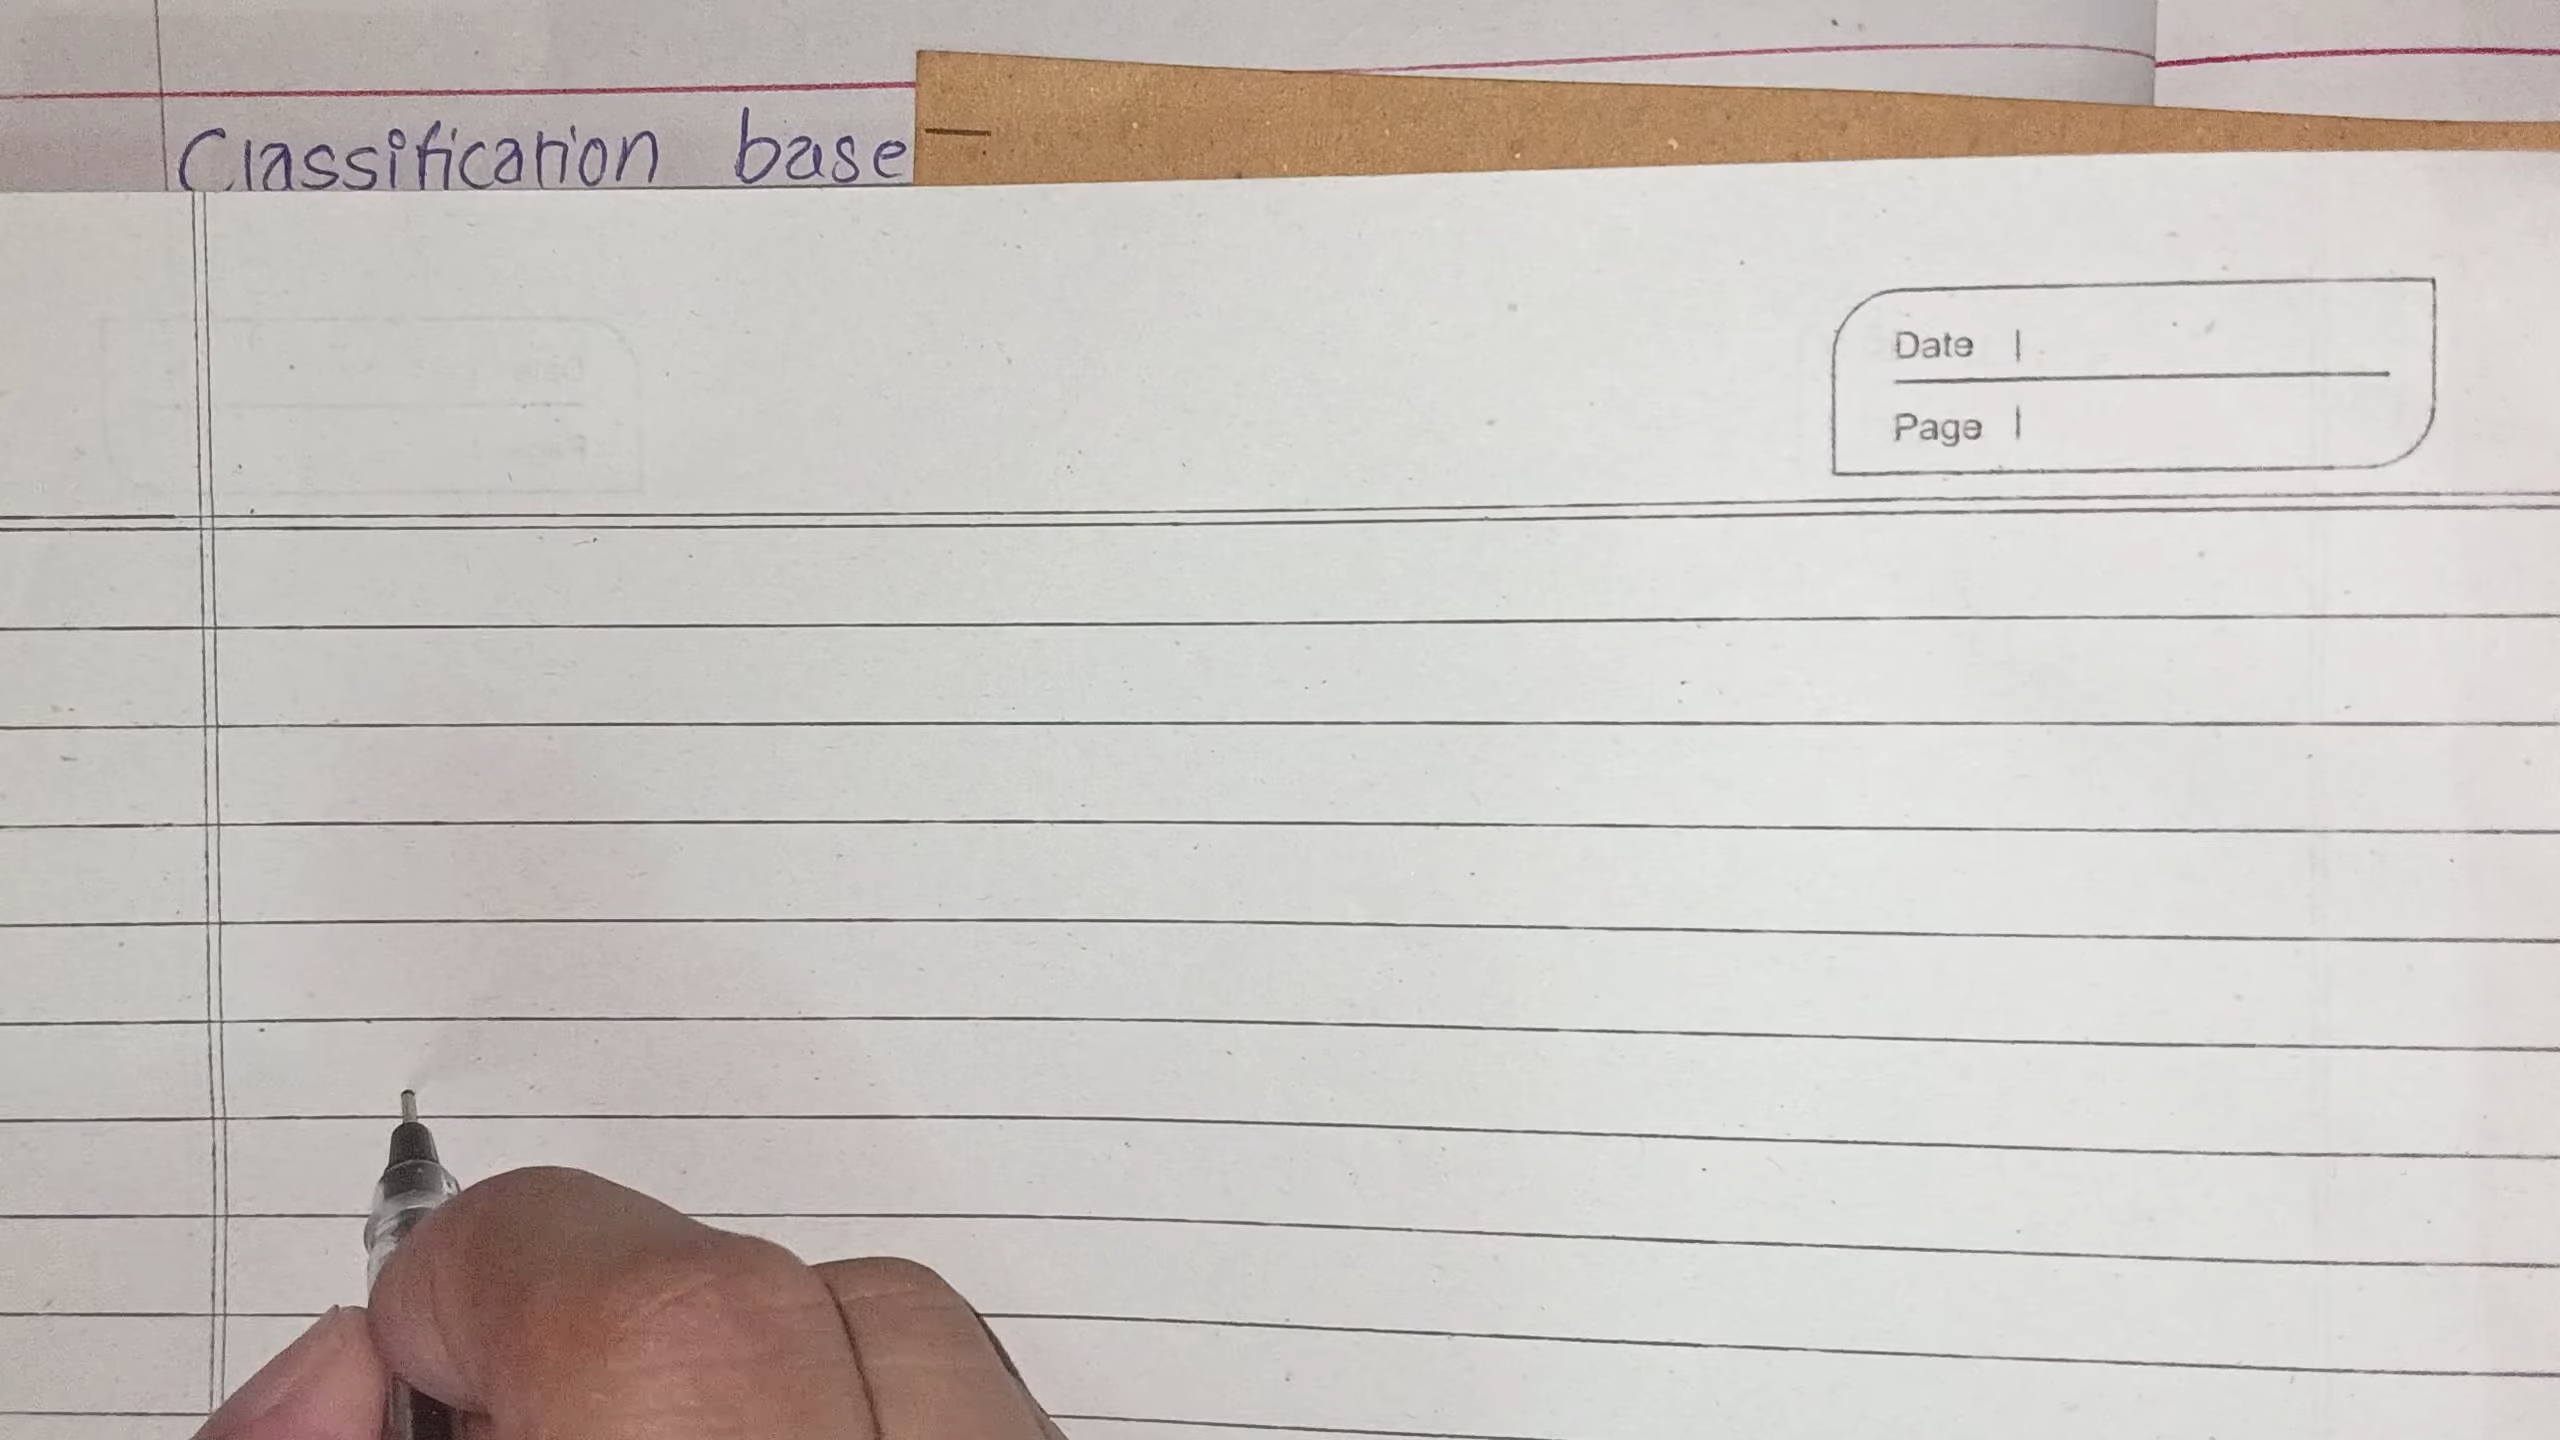 Classification base
Date |
Page |